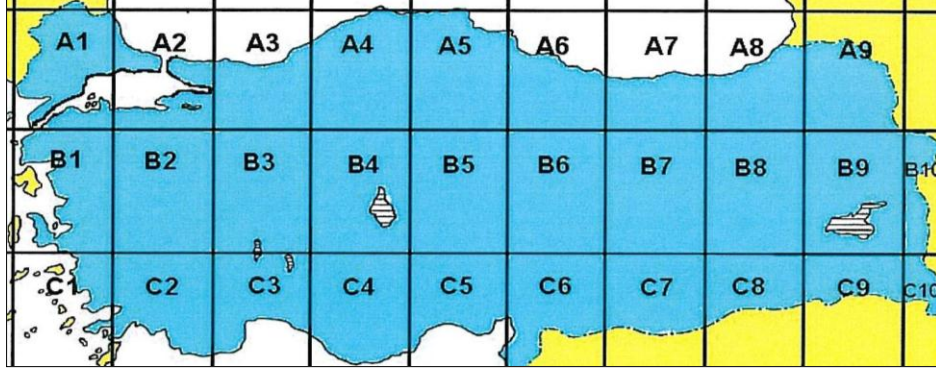 A1 A2 A3 A4 A5 A6 A7 A8 A9
B1 B2 B3 B4 B5 B6 B7 B8 B9 B10
C1 C2 C3 C4 C5 C6 C7 C8 C9 C10